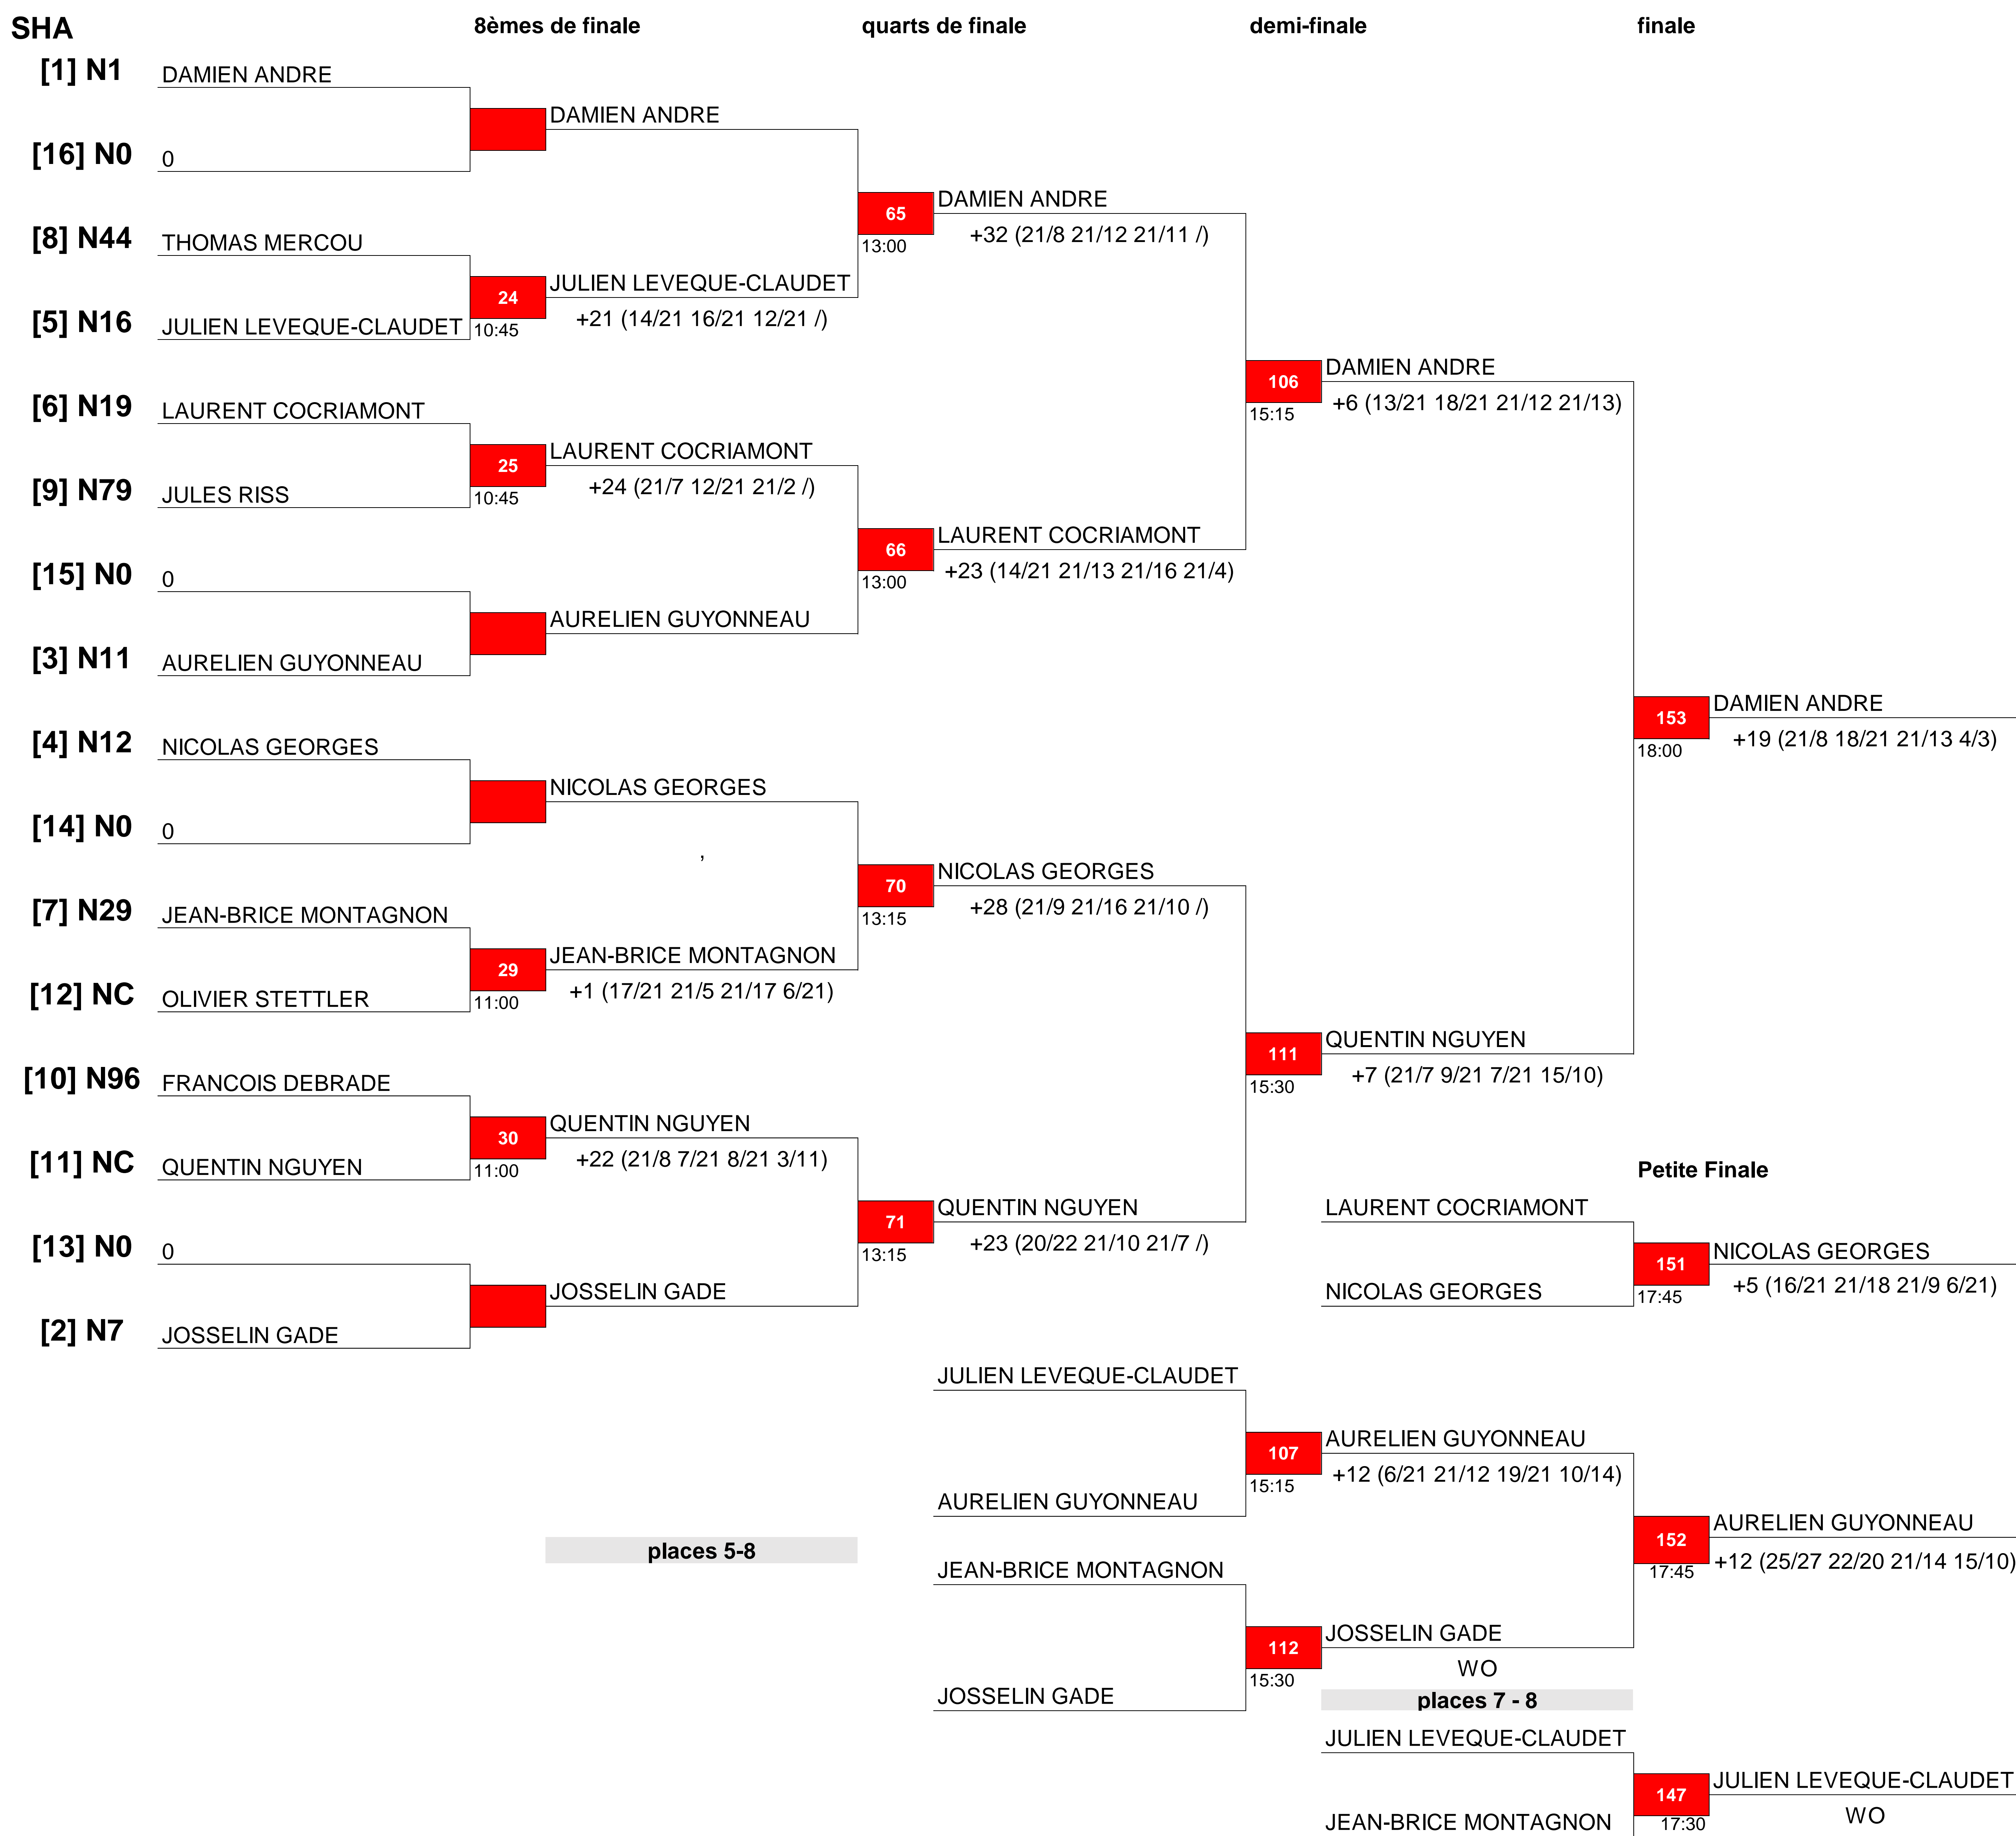 SHA
8èmes de finale
quarts de finale
demi-finale
finale
[1] N1 DAMIEN ANDRE
DAMIEN ANDRE
[16] N0 0
65 DAMIEN ANDRE
13:00 +32 (21/8 21/12 21/11 /)
[8] N44 THOMAS MERCOU
24 JULIEN LEVEQUE-CLAUDET
10:45 +21 (14/21 16/21 12/21 /)
[5] N16 JULIEN LEVEQUE-CLAUDET
106 DAMIEN ANDRE
15:15 +6 (13/21 18/21 21/12 21/13)
[6] N19 LAURENT COCRIAMONT
25 LAURENT COCRIAMONT
10:45 +24 (21/7 12/21 21/2 /)
[9] N79 JULES RISS
66 LAURENT COCRIAMONT
13:00 +23 (14/21 21/13 21/16 21/4)
[15] N0 0
AURELIEN GUYONNEAU
[3] N11 AURELIEN GUYONNEAU
153 DAMIEN ANDRE
18:00 +19 (21/8 18/21 21/13 4/3)
[4] N12 NICOLAS GEORGES
NICOLAS GEORGES
[14] N0 0
,
70 NICOLAS GEORGES
13:15 +28 (21/9 21/16 21/10 /)
[7] N29 JEAN-BRICE MONTAGNON
29 JEAN-BRICE MONTAGNON
11:00 +1 (17/21 21/5 21/17 6/21)
[12] NC OLIVIER STETTLER
111 QUENTIN NGUYEN
15:30 +7 (21/7 9/21 7/21 15/10)
[10] N96 FRANCOIS DEBRADE
30 QUENTIN NGUYEN
11:00 +22 (21/8 7/21 8/21 3/11)
[11] NC QUENTIN NGUYEN
71 QUENTIN NGUYEN
13:15 +23 (20/22 21/10 21/7 /)
[13] N0 0
JOSSELIN GADE
[2] N7 JOSSELIN GADE
Petite Finale
LAURENT COCRIAMONT
151 NICOLAS GEORGES
17:45 +5 (16/21 21/18 21/9 6/21)
NICOLAS GEORGES
places 5-8
JULIEN LEVEQUE-CLAUDET
107 AURELIEN GUYONNEAU
15:15 +12 (6/21 21/12 19/21 10/14)
AURELIEN GUYONNEAU
152 AURELIEN GUYONNEAU
17:45 +12 (25/27 22/20 21/14 15/10)
JEAN-BRICE MONTAGNON
112 JOSSELIN GADE
15:30 WO
JOSSELIN GADE
places 7 - 8
JULIEN LEVEQUE-CLAUDET
147 JULIEN LEVEQUE-CLAUDET
17:30 WO
JEAN-BRICE MONTAGNON